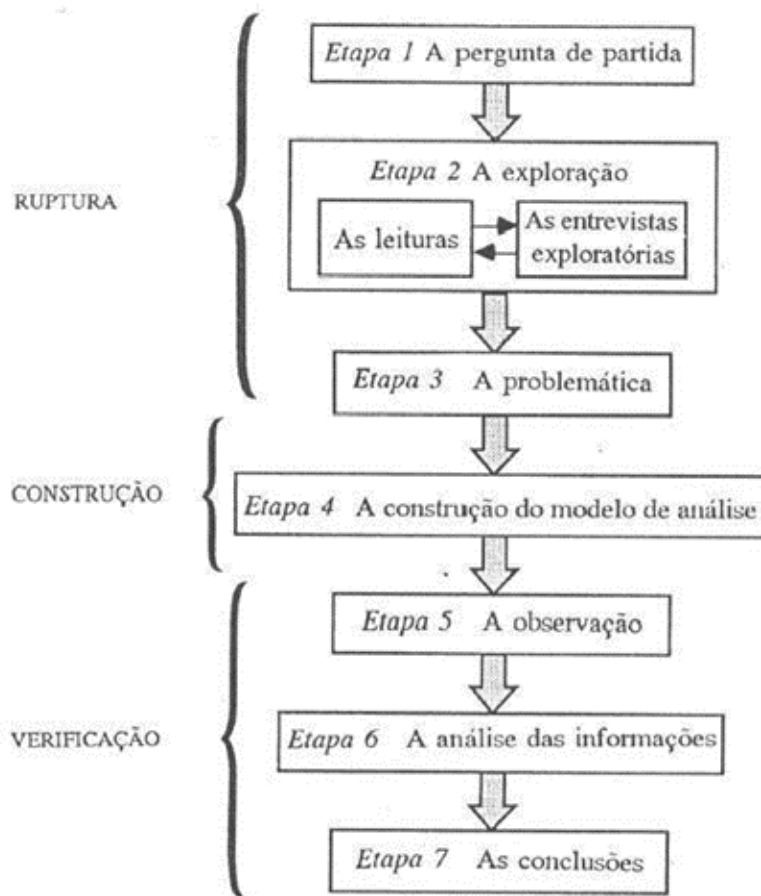 Etapa 1 A pergunta de partida
Etapa 2 A exploração
RUPTURA
As leituras
As entrevistas
exploratórias
Etapa 3 A problemática
CONSTRUÇÃO
Etapa 4 A construção do modelo de análise
Etapa 5 A observação
VERIFICAÇÃO
Etapa 6 A análise das informações
Etapa 7 As conclusões